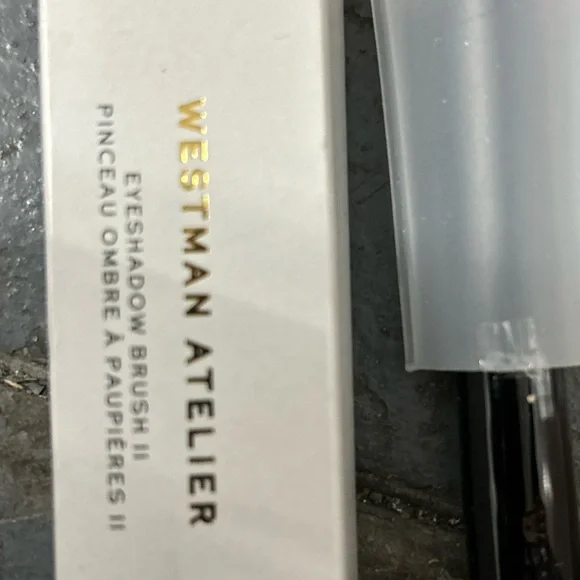 WESTMAN ATELIER
EYESHADOW BRUSH II
PINCEAU OMBRE À PAUPIÈRES II